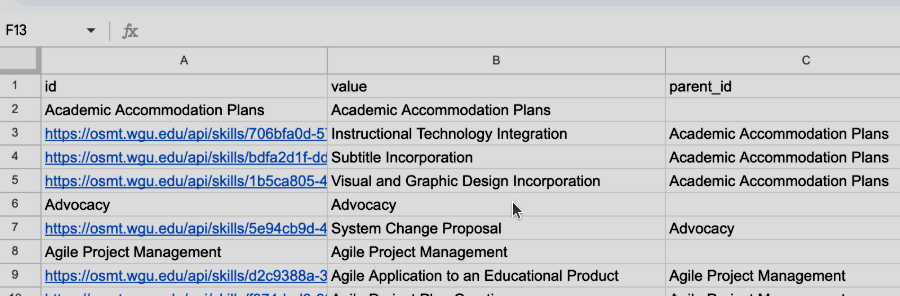 F13 fx
A B C
1 id value parent_id
2 Academic Accommodation Plans Academic Accommodation Plans
3 https://osmt.wgu.edu/api/skills/706bfa0d-5 Instructional Technology Integration Academic Accommodation Plans
4 https://osmt.wgu.edu/api/skills/bdfa2d1f-dd Subtitle Incorporation Academic Accommodation Plans
5 https://osmt.wgu.edu/api/skills/1b5ca805-4 Visual and Graphic Design Incorporation Academic Accommodation Plans
6 Advocacy Advocacy
7 https://osmt.wgu.edu/api/skills/5e94cb9d-4 System Change Proposal Advocacy
8 Agile Project Management Agile Project Management
9 https://osmt.wgu.edu/api/skills/d2c9388a-3 Agile Application to an Educational Product Agile Project Management